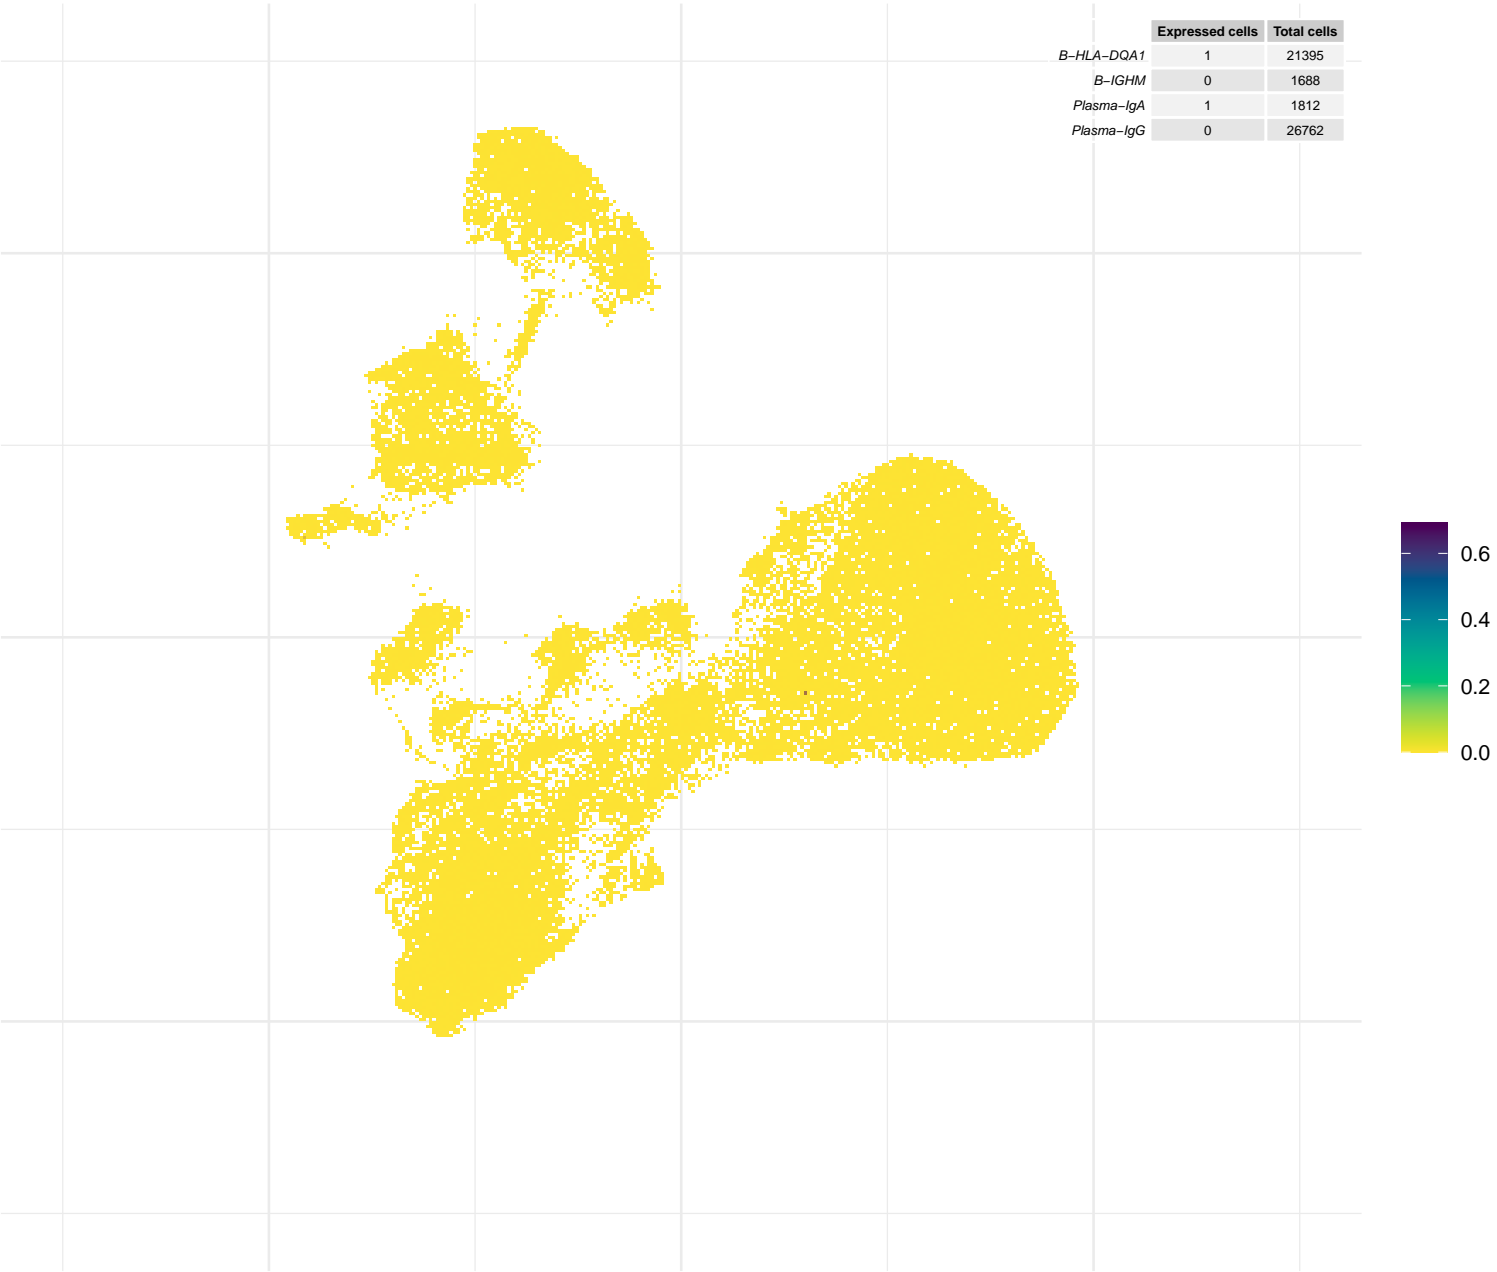 Expressed cells Total cells
B−HLA−DQA1 1 21395
B−IGHM 0 1688
Plasma−IgA 1 1812
Plasma−IgG 0 26762
0.6
0.4
0.2
0.0